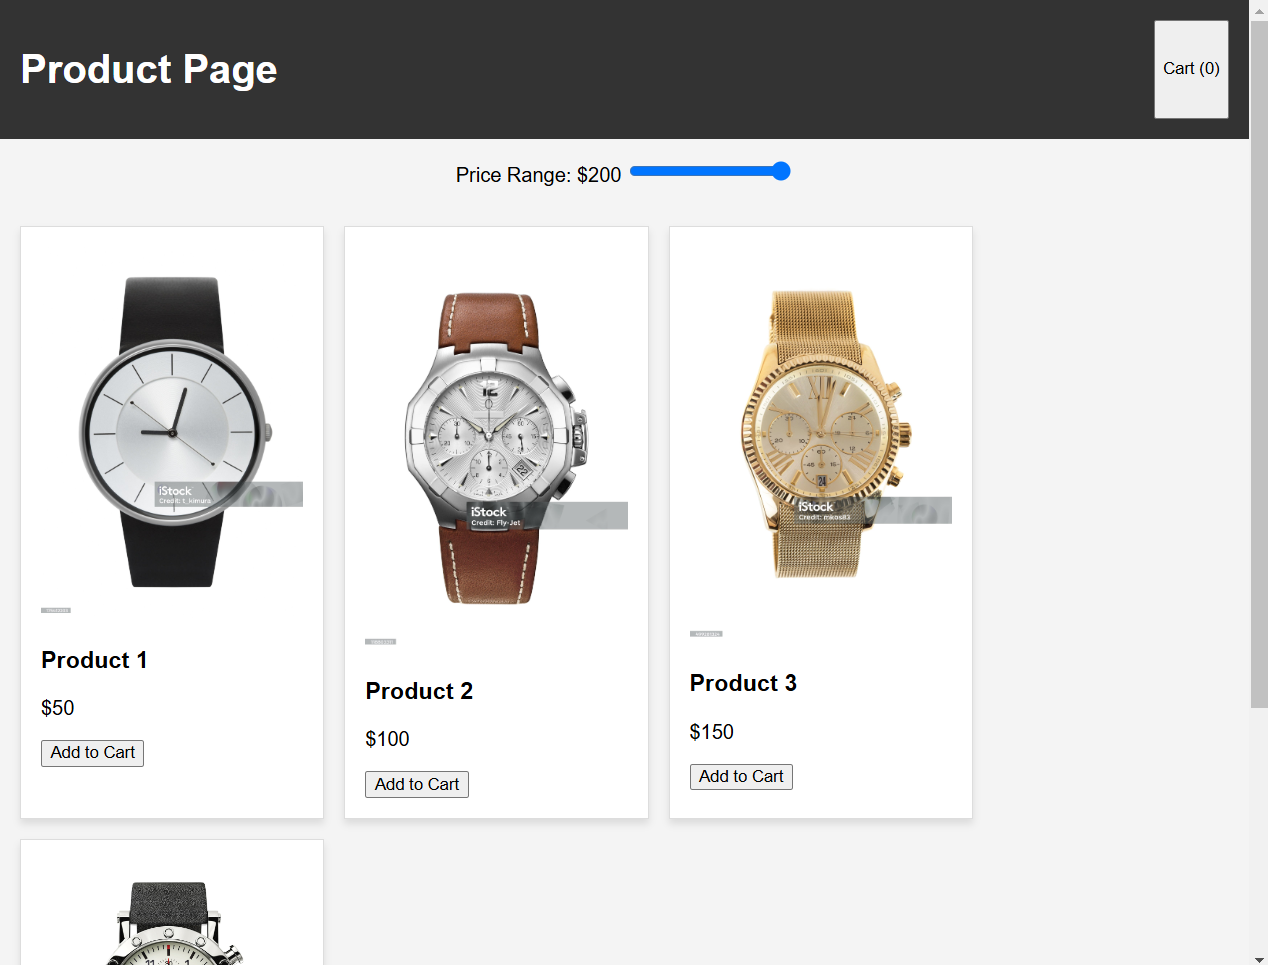 Product Page
Cart (0)
Price Range: $200
iStock
Credit: t_kimura
Product 1
$50
Add to Cart
iStock
Credit: Fly-Jet
Product 2
$100
Add to Cart
iStock
Credit: mkos83
Product 3
$150
Add to Cart